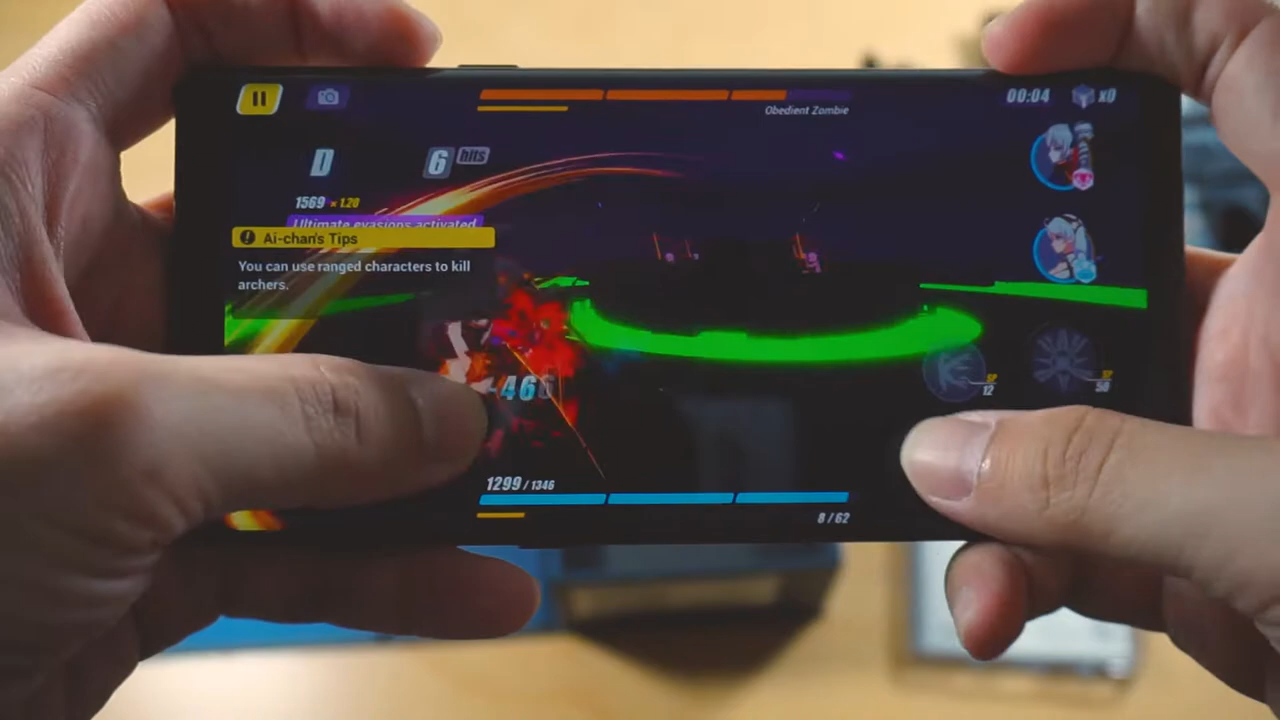 Obedient Zombie
00:04
x0
D
6 hits
1569 × 1.20
Ultimate evasions activated
Ai-chan's Tips
You can use ranged characters to kill
archers.
SP
12
SP
50
1299 / 1346
8 / 62